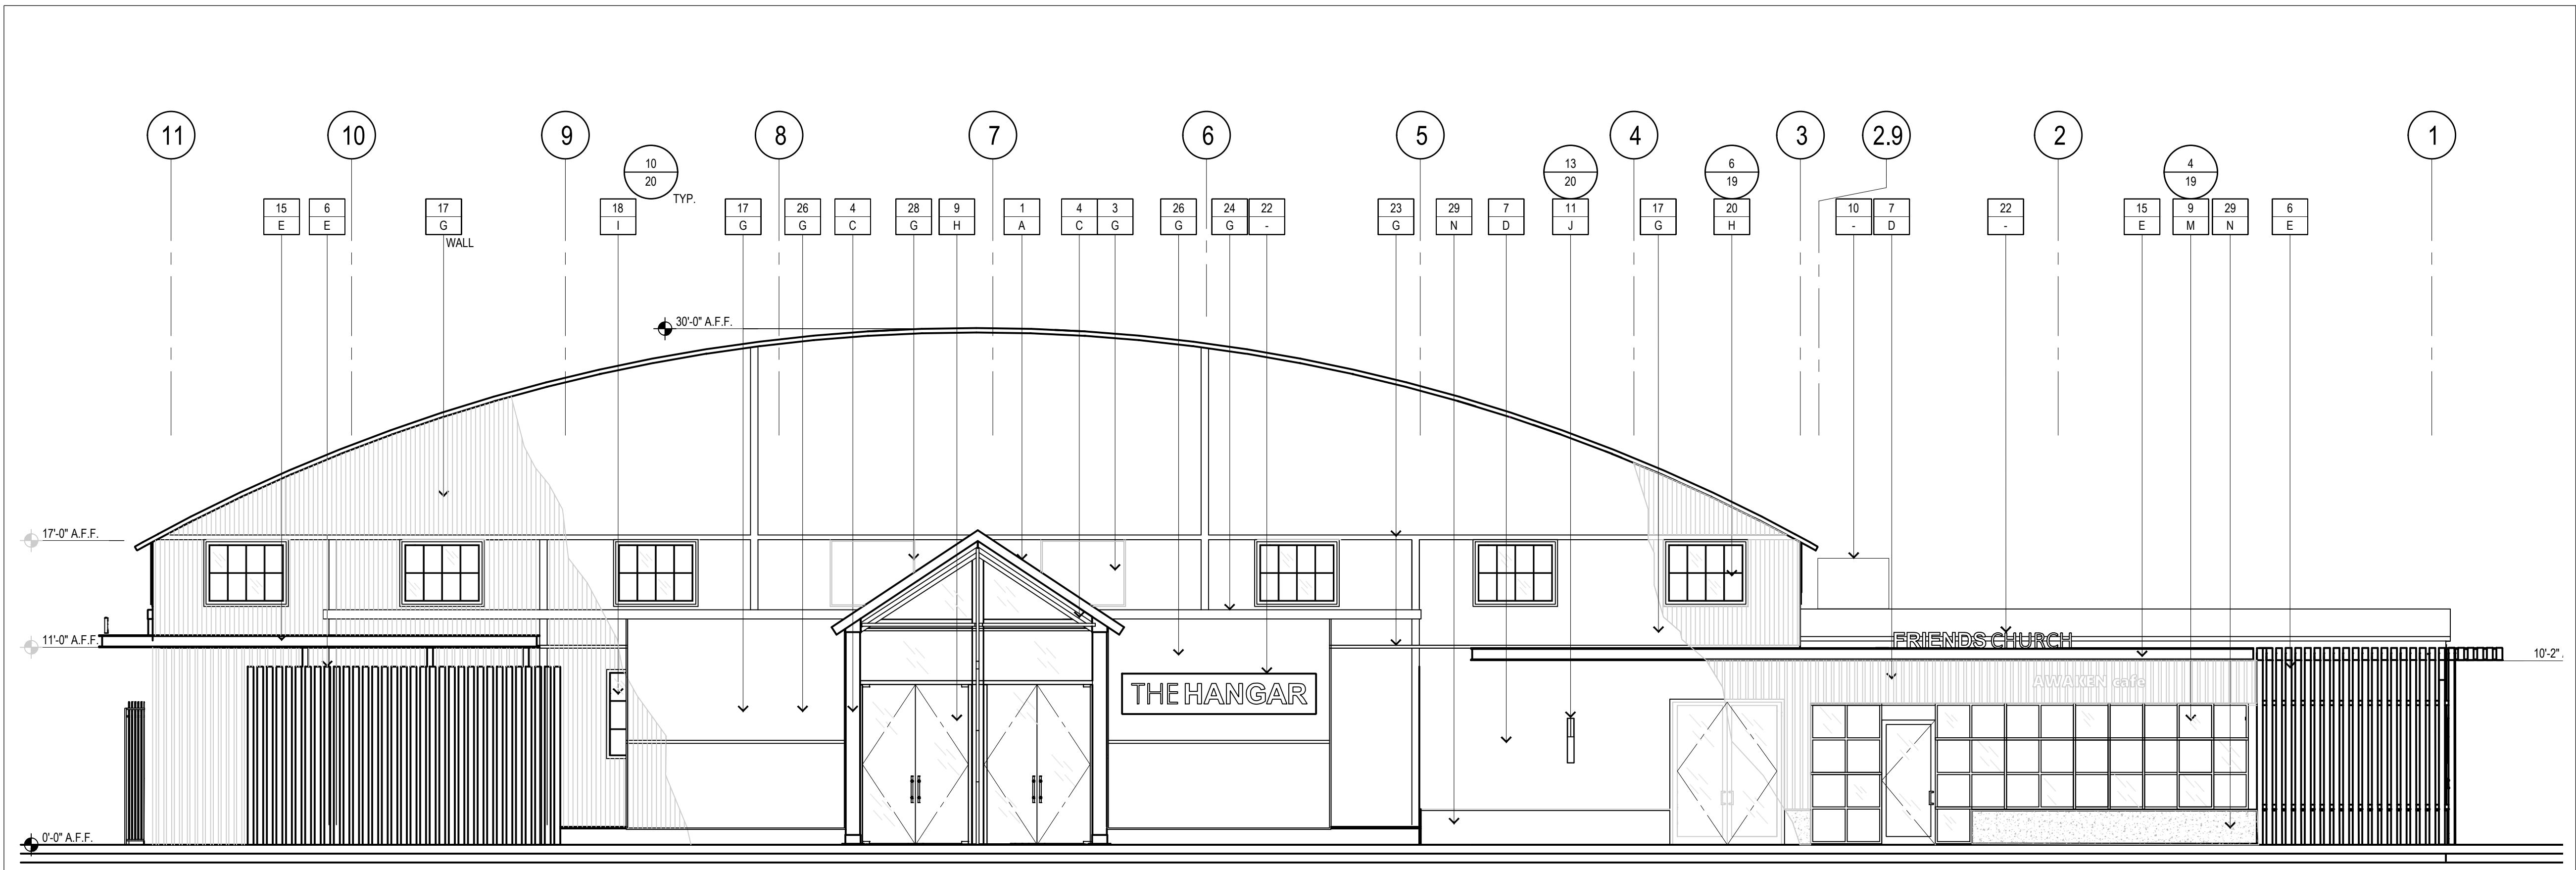 11 10 9 8 7 6 5 4 3 2.9 2 1
10 13 6 4
20 TYP. 20 19 19
15 6 17 18 17 26 4 28 9 1 4 3 26 24 22 23 29 7 11 17 20 10 7 22 15 9 29 6
E E G I G G C G H A C G G G - G N D J G H - D - E M N E
WALL
30'-0" A.F.F.
17'-0" A.F.F.
11'-0" A.F.F.
FRIENDS CHURCH
10'-2"
AWAKEN cafe
THE HANGAR
0'-0" A.F.F.